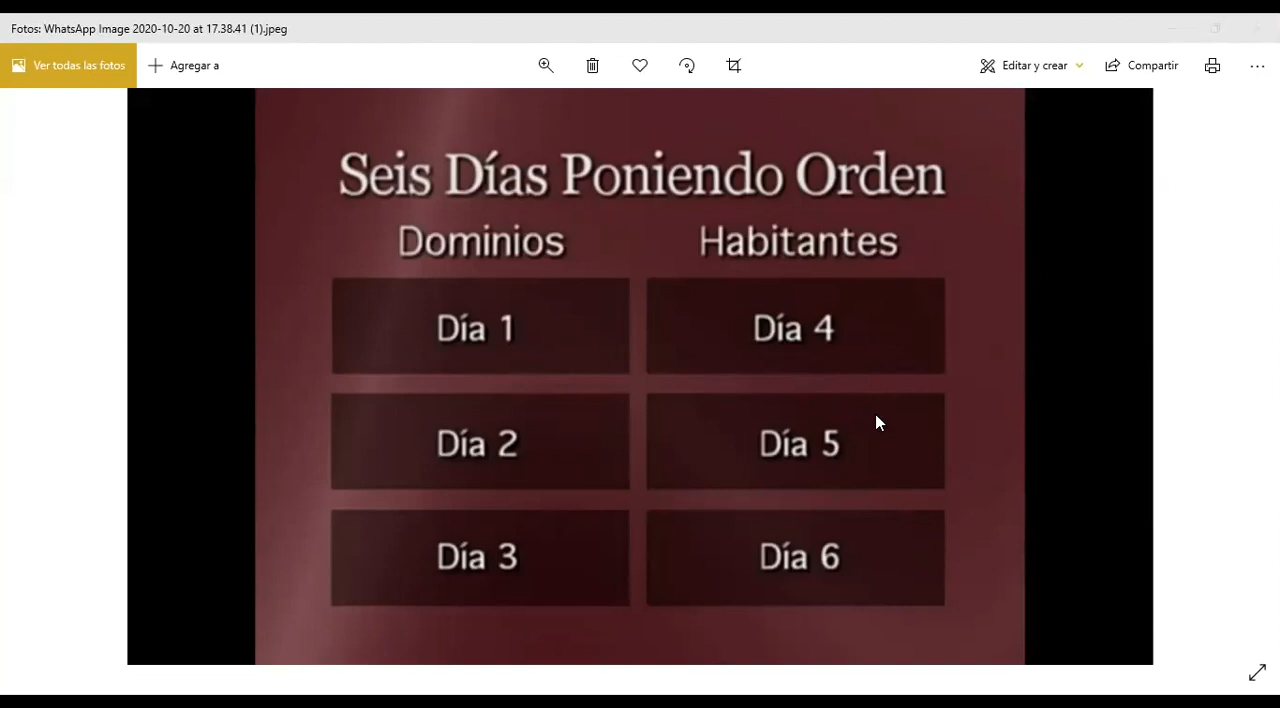 Fotos: WhatsApp Image 2020-10-20 at 17.38.41 (1).jpeg
Ver todas las fotos
Agregar a
Editar y crear
Compartir
Seis Días Poniendo Orden
Dominios Habitantes
Día 1 Día 4
Día 2 Día 5
Día 3 Día 6